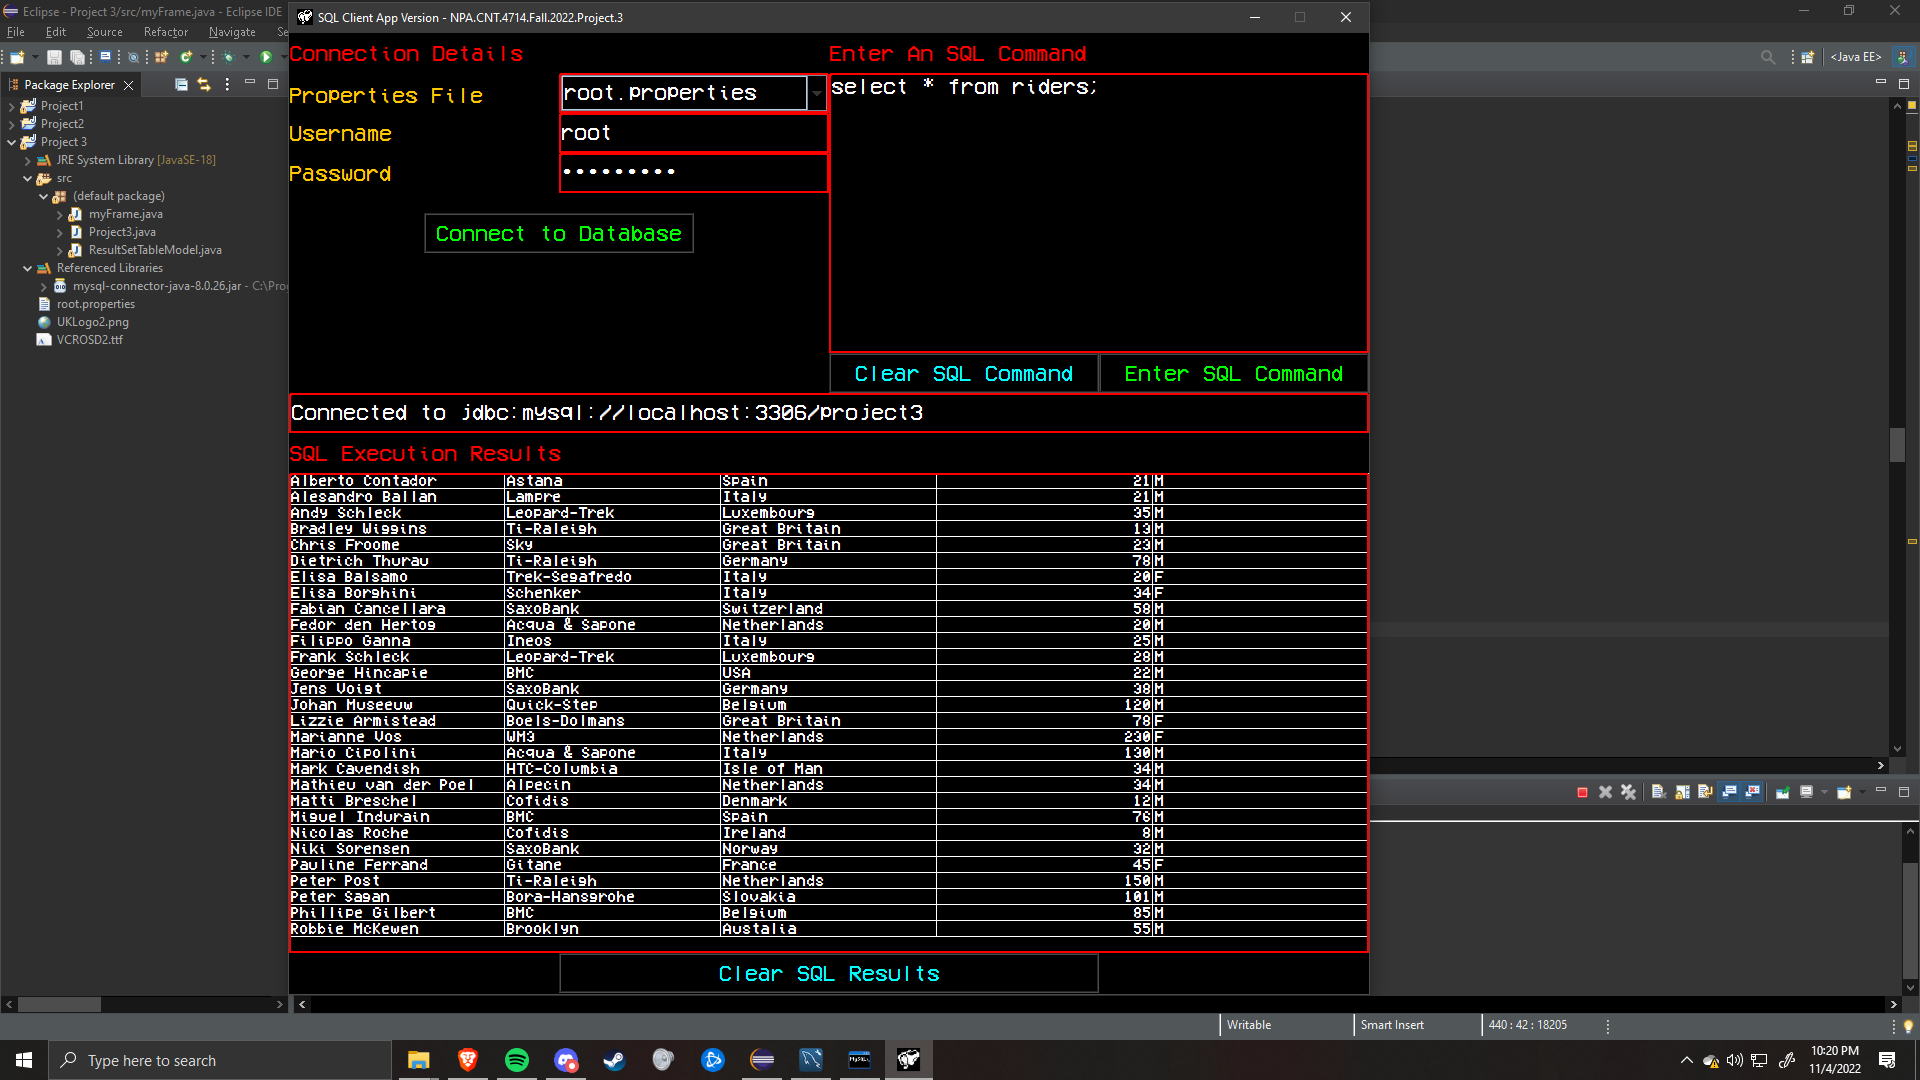 Eclipse - Project 3/src/myFrame.java - Eclipse IDE
File Edit Source Refactor Navigate Se
Package Explorer
Project1
Project2
Project 3
JRE System Library [JavaSE-18]
src
(default package)
myFrame.java
Project3.java
ResultSetTableModel.java
Referenced Libraries
mysql-connector-java-8.0.26.jar - C:\Pro
root.properties
UKLogo2.png
VCROSD2.ttf
SQL Client App Version - NPA.CNT.4714.Fall.2022.Project.3
Connection Details
Properties File root.properties
Username root
Password •••••••••
Connect to Database
Enter An SQL Command
select * from riders;
Clear SQL Command Enter SQL Command
Connected to jdbc:mysql://localhost:3306/project3
SQL Execution Results
Alberto Contador Astana Spain 21 M
Alesandro Ballan Lampre Italy 21 M
Andy Schleck Leopard-Trek Luxembourg 35 M
Bradley Wiggins Ti-Raleigh Great Britain 13 M
Chris Froome Sky Great Britain 23 M
Dietrich Thurau Ti-Raleigh Germany 78 M
Elisa Balsamo Trek-Segafredo Italy 20 F
Elisa Borghini Schenker Italy 34 F
Fabian Cancellara SaxoBank Switzerland 58 M
Fedor den Hertog Acqua & Sapone Netherlands 20 M
Filippo Ganna Ineos Italy 25 M
Frank Schleck Leopard-Trek Luxembourg 28 M
George Hincapie BMC USA 22 M
Jens Voigt SaxoBank Germany 38 M
Johan Museeuw Quick-Step Belgium 120 M
Lizzie Armistead Boels-Dolmans Great Britain 78 F
Marianne Vos WM3 Netherlands 230 F
Mario Cipolini Acqua & Sapone Italy 130 M
Mark Cavendish HTC-Columbia Isle of Man 34 M
Mathieu van der Poel Alpecin Netherlands 34 M
Matti Breschel Cofidis Denmark 12 M
Miguel Indurain BMC Spain 76 M
Nicolas Roche Cofidis Ireland 8 M
Niki Sorensen SaxoBank Norway 32 M
Pauline Ferrand Gitane France 45 F
Peter Post Ti-Raleigh Netherlands 150 M
Peter Sagan Bora-Hansgrohe Slovakia 101 M
Phillipe Gilbert BMC Belgium 85 M
Robbie McKewen Brooklyn Austalia 55 M
Clear SQL Results
<Java EE>
Writable Smart Insert 440 : 42 : 18205
Type here to search
MySQL
10:20 PM
11/4/2022